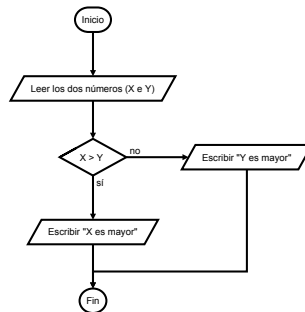 Inicio
Leer los dos números (X e Y)
X > Y
no
Escribir "Y es mayor"
sí
Escribir "X es mayor"
Fin